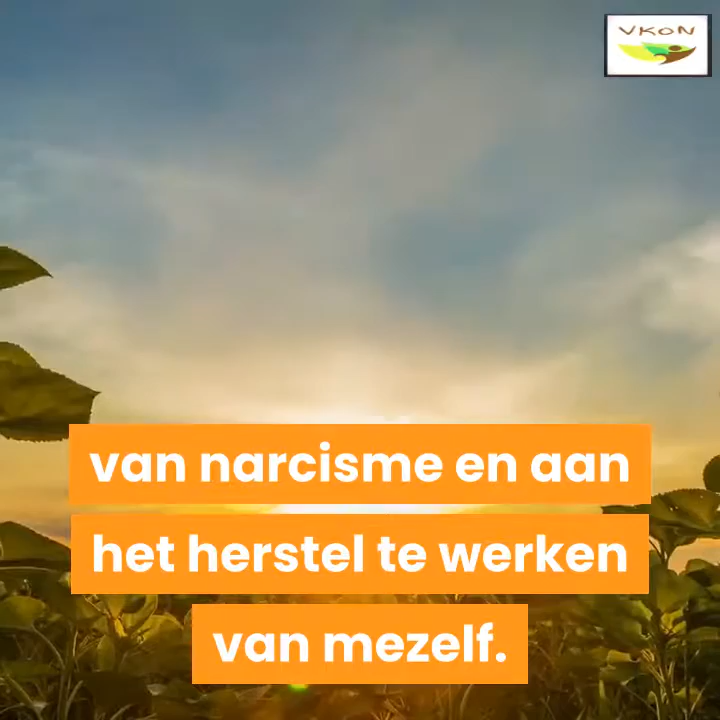 VKoN
van narcisme en aan
het herstel te werken
van mezelf.